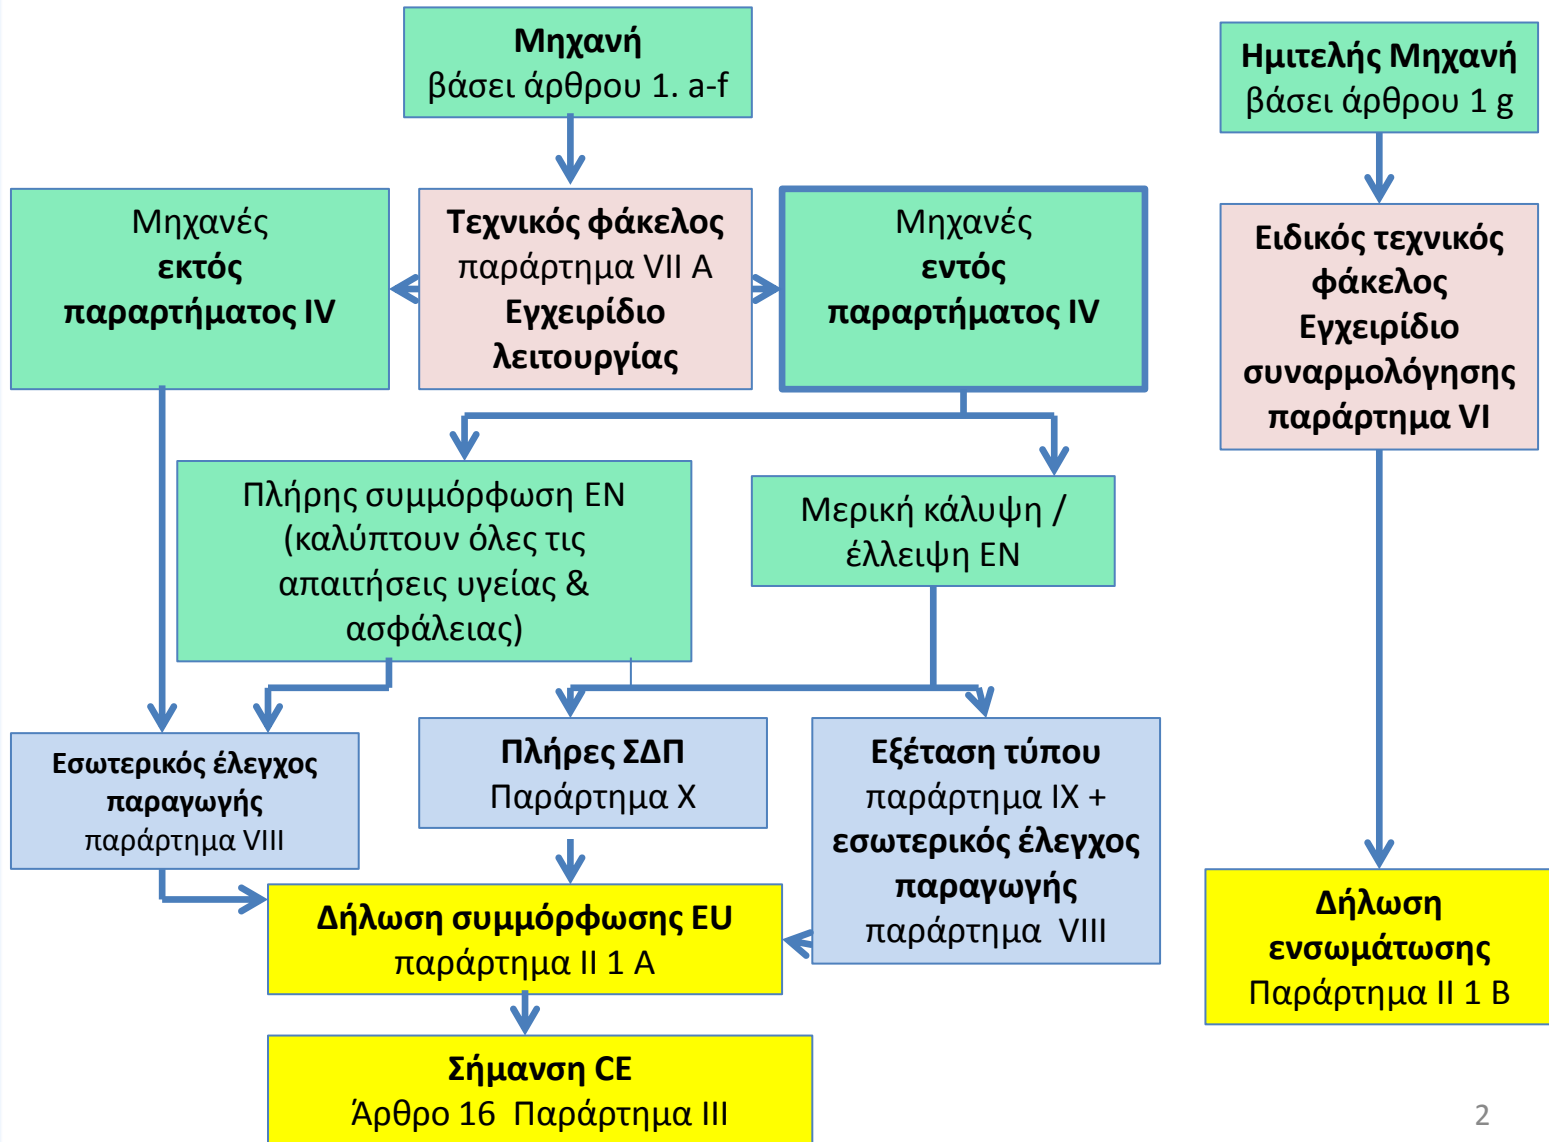 Μηχανή
βάσει άρθρου 1. a-f
Ημιτελής Μηχανή
βάσει άρθρου 1 g
Μηχανές
εκτός
παραρτήματος IV
Τεχνικός φάκελος
παράρτημα VII A
Εγχειρίδιο
λειτουργίας
Μηχανές
εντός
παραρτήματος IV
Ειδικός τεχνικός
φάκελος
Εγχειρίδιο
συναρμολόγησης
παράρτημα VI
Πλήρης συμμόρφωση EN
(καλύπτουν όλες τις
απαιτήσεις υγείας &
ασφάλειας)
Μερική κάλυψη /
έλλειψη EN
Εσωτερικός έλεγχος
παραγωγής
παράρτημα VIII
Πλήρες ΣΔΠ
Παράρτημα X
Εξέταση τύπου
παράρτημα IX +
εσωτερικός έλεγχος
παραγωγής
παράρτημα VIII
Δήλωση συμμόρφωσης EU
παράρτημα II 1 A
Δήλωση
ενσωμάτωσης
Παράρτημα II 1 B
Σήμανση CE
Άρθρο 16 Παράρτημα III
2